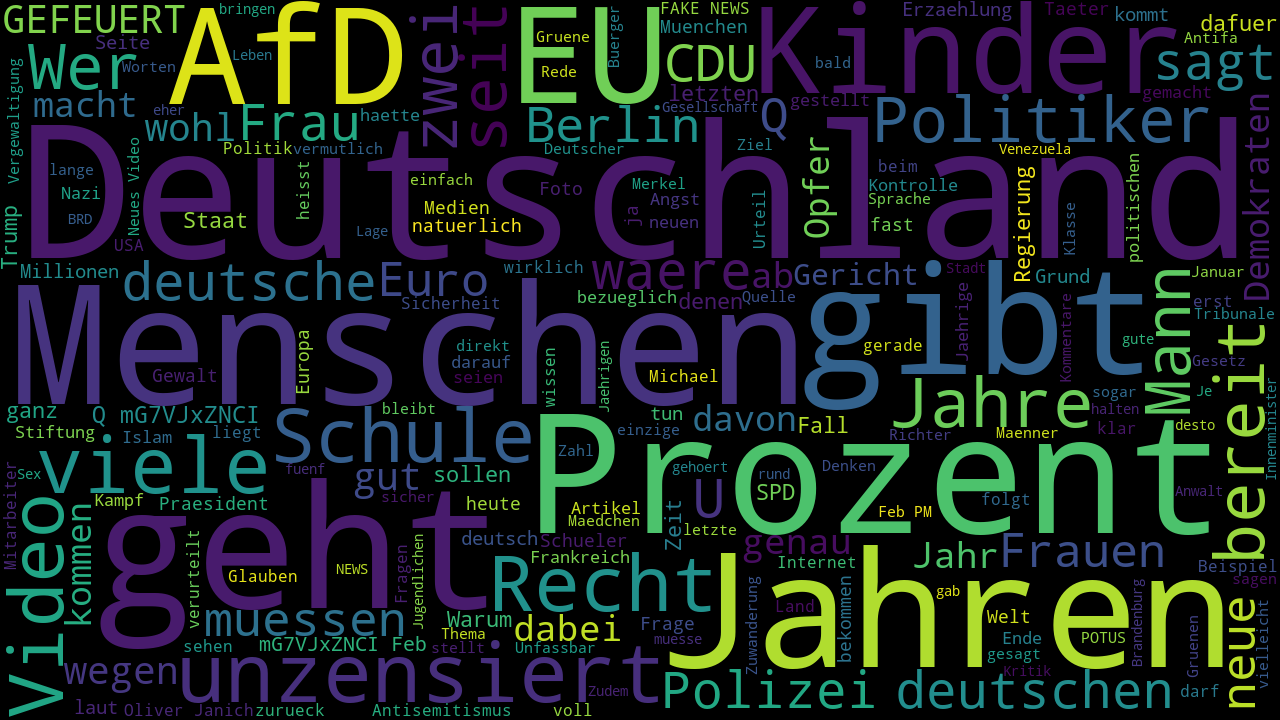 GEFEUERT
AfD
bringen
Leben
zwei
seit
EU
Gruene
Rede
Buerger
FAKE NEWS
Muenchen
CDU
letzten
Gesellschaft
Kinder
bald
gestellt
Q
Erzaehlung
Taeter
kommt
dafuer
Antifa
sagt
gemacht
Wer
Seite
Worten
macht
eher
wohl
Frau
haette
Berlin
Politiker
Vergewaltigung
Neues Video
Politik
vermutlich
Deutscher
Ziel
Venezuela
Demokraten
Deutschland
lange
Nazi
BRD
USA
Staat
heisst
einfach
Medien
natuerlich
Lage
Foto
ja
Merkel
Angst
neuen
Urteil
Opfer
beim
Kontrolle
Sprache
fast
Regierung
Klasse
politischen
Trump
Millionen
deutsche
Euro
Sicherheit
wirklich
waere
ab
bezueglich
denen
Quelle
Gericht
Stadt
Grund
Januar
erst
Tribunale
Menschen
Gewalt
Europa
direkt
darauf
seien
wissen
Jaehrigen
Michael
gibt
gerade
Jaehrige
Kommentare
gute
Mann
Gesetz
Je
bereit
Innenminister
ganz
Q mG7VJxZNCI
Stiftung
Islam
liegt
Schule
bleibt
tun
einzige
davon
Fall
Jahre
sogar
halten
klar
desto
Richter
Maenner
Mitarbeiter
Sex
viele
fuenf
gut
sollen
Zahl
Prozent
gehoert
rund
Denken
Anwalt
Video
kommen
Kampf
Praesident
geht
sicher
heute
Artikel
Maedchen
letzte
U
SPD
folgt
Feb PM
verurteilt
Glauben
NEWS
Fragen
Jugendlichen
deutsch
Schueler
Frankreich
Zeit
genau
Internet
Jahr
Frauen
Beispiel
sagen
Recht
muessen
Warum
dabei
Frage
muesse
Jahren
Zuwanderung
Land
bekommen
gab
Welt
Ende
gesagt
Kritik
POTUS
Brandenburg
Gruenen
neue
vielleicht
sehen
mG7VJxZNCI Feb
Thema
stellt
Unfassbar
wegen
unzensiert
Zudem
Polizei
deutschen
darf
laut
Oliver Janich
zurueck
Antisemitismus
voll